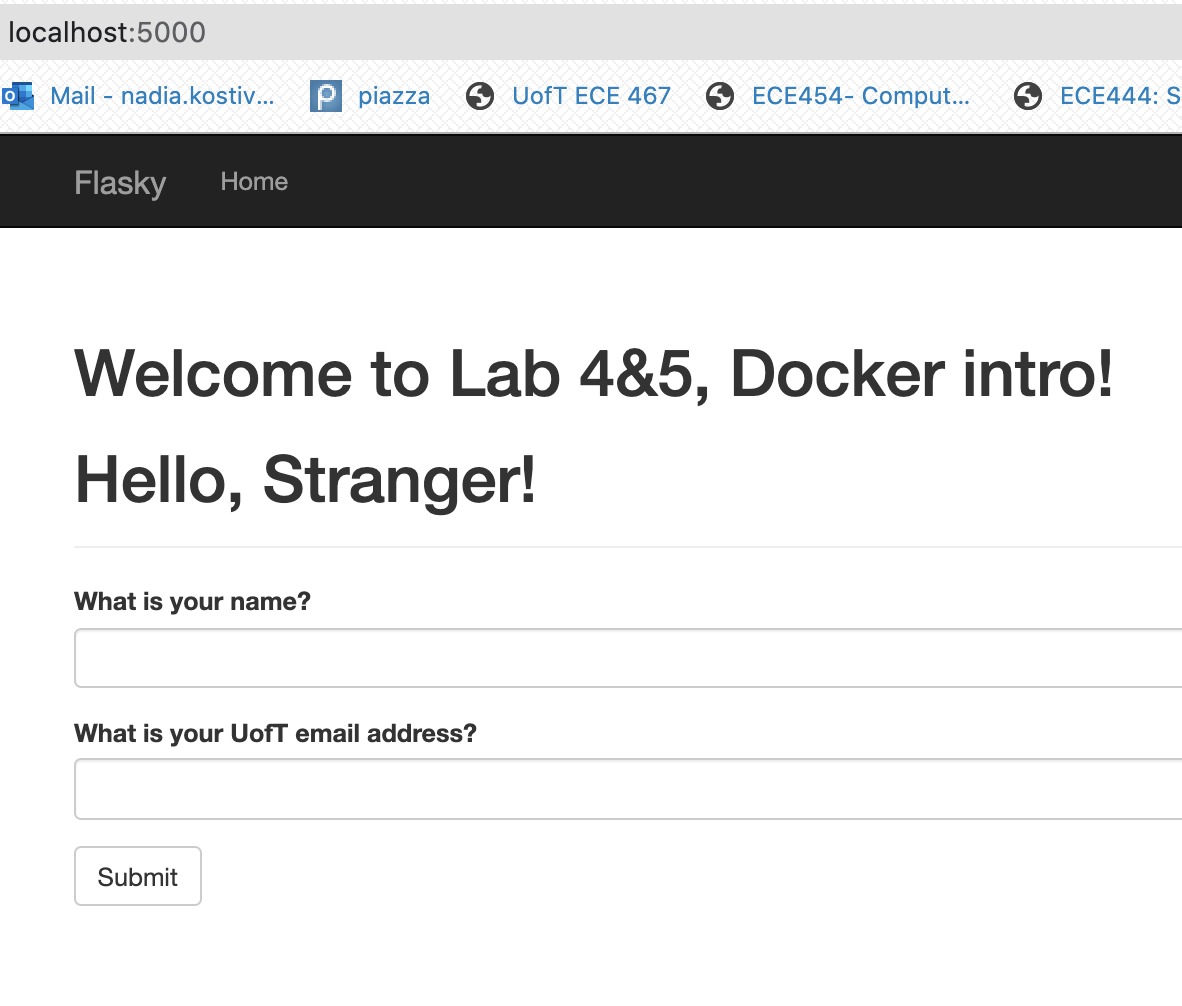 localhost:5000
Mail - nadia.kostiv... piazza UofT ECE 467 ECE454- Comput... ECE444: S
Flasky Home
Welcome to Lab 4&5, Docker intro!
Hello, Stranger!
What is your name?
What is your UofT email address?
Submit